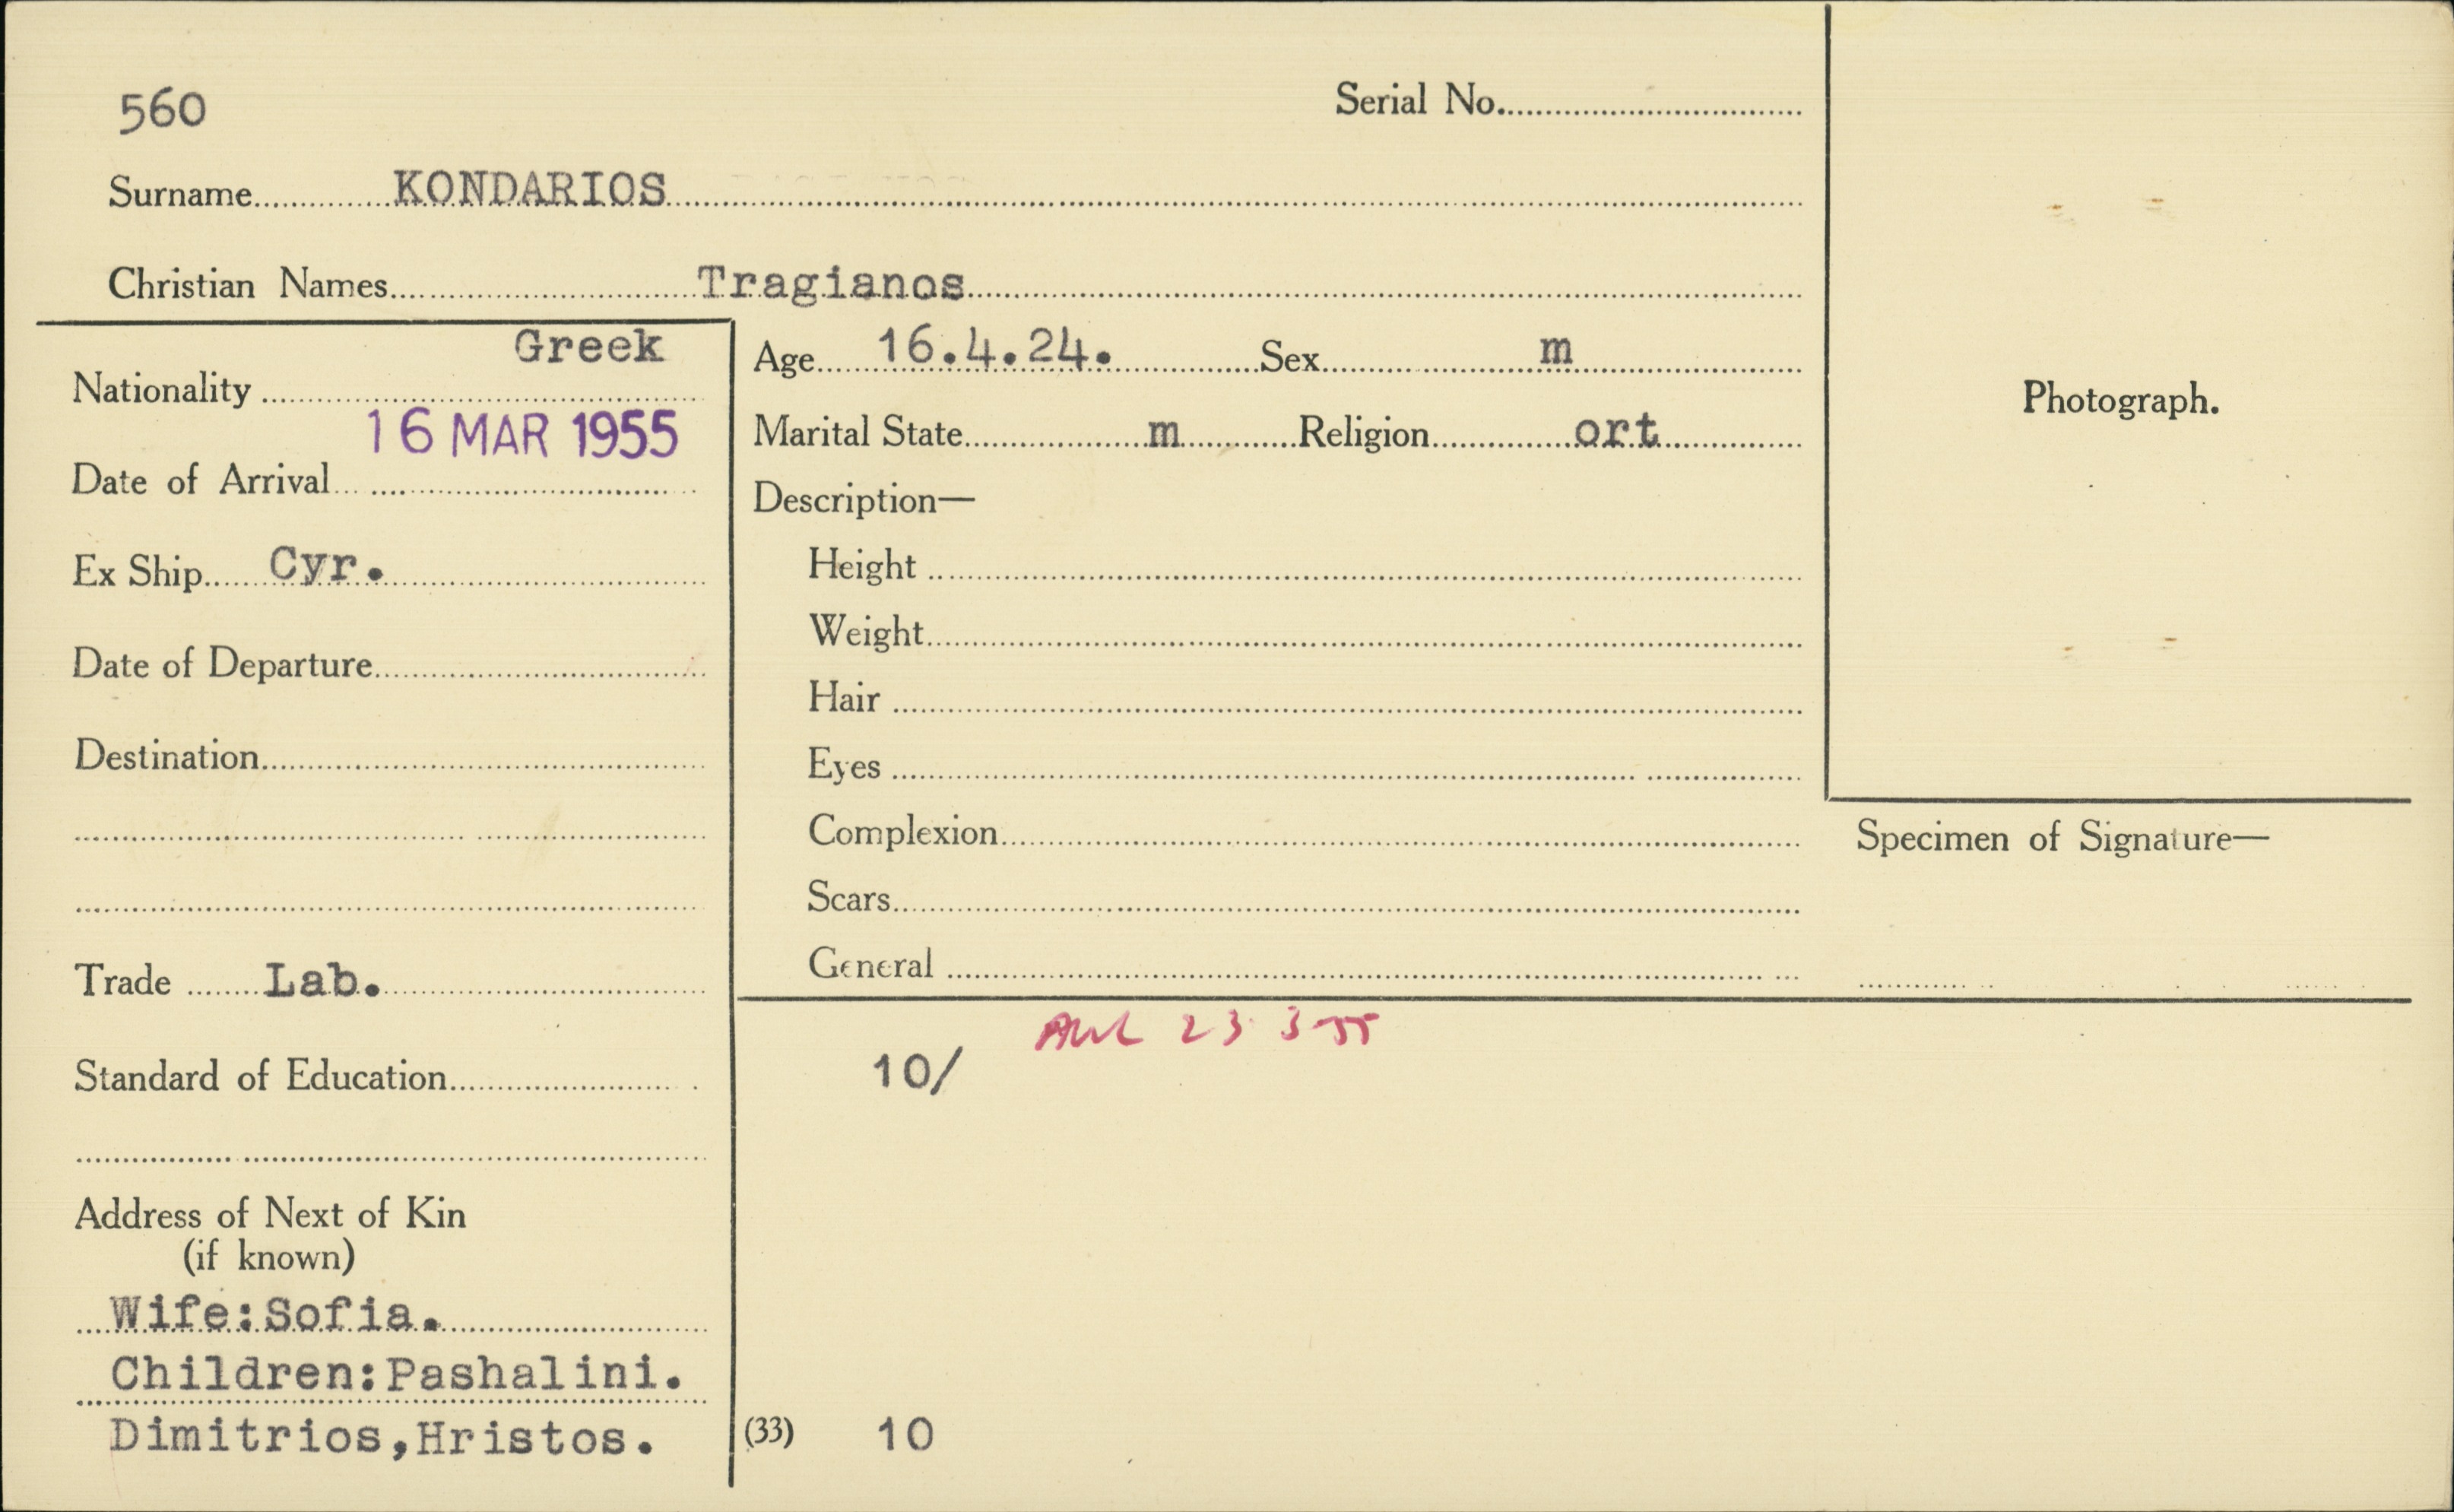 560
Serial No.
Surname KONDARIOS
Christian Names Tragianos
Greek
Nationality
16 MAR 1955
Date of Arrival
Ex Ship Cyr.
Date of Departure
Destination
Trade Lab.
Standard of Education
Address of Next of Kin
(if known)
Wife:Sofia.
Children:Pashalini.
Dimitrios,Hristos.
Age 16.4.24. Sex m
Marital State m Religion ort
Description—
Height
Weight
Hair
Eyes
Complexion
Scars
General
23 3 55
10/
(33) 10
Photograph.
Specimen of Signature—